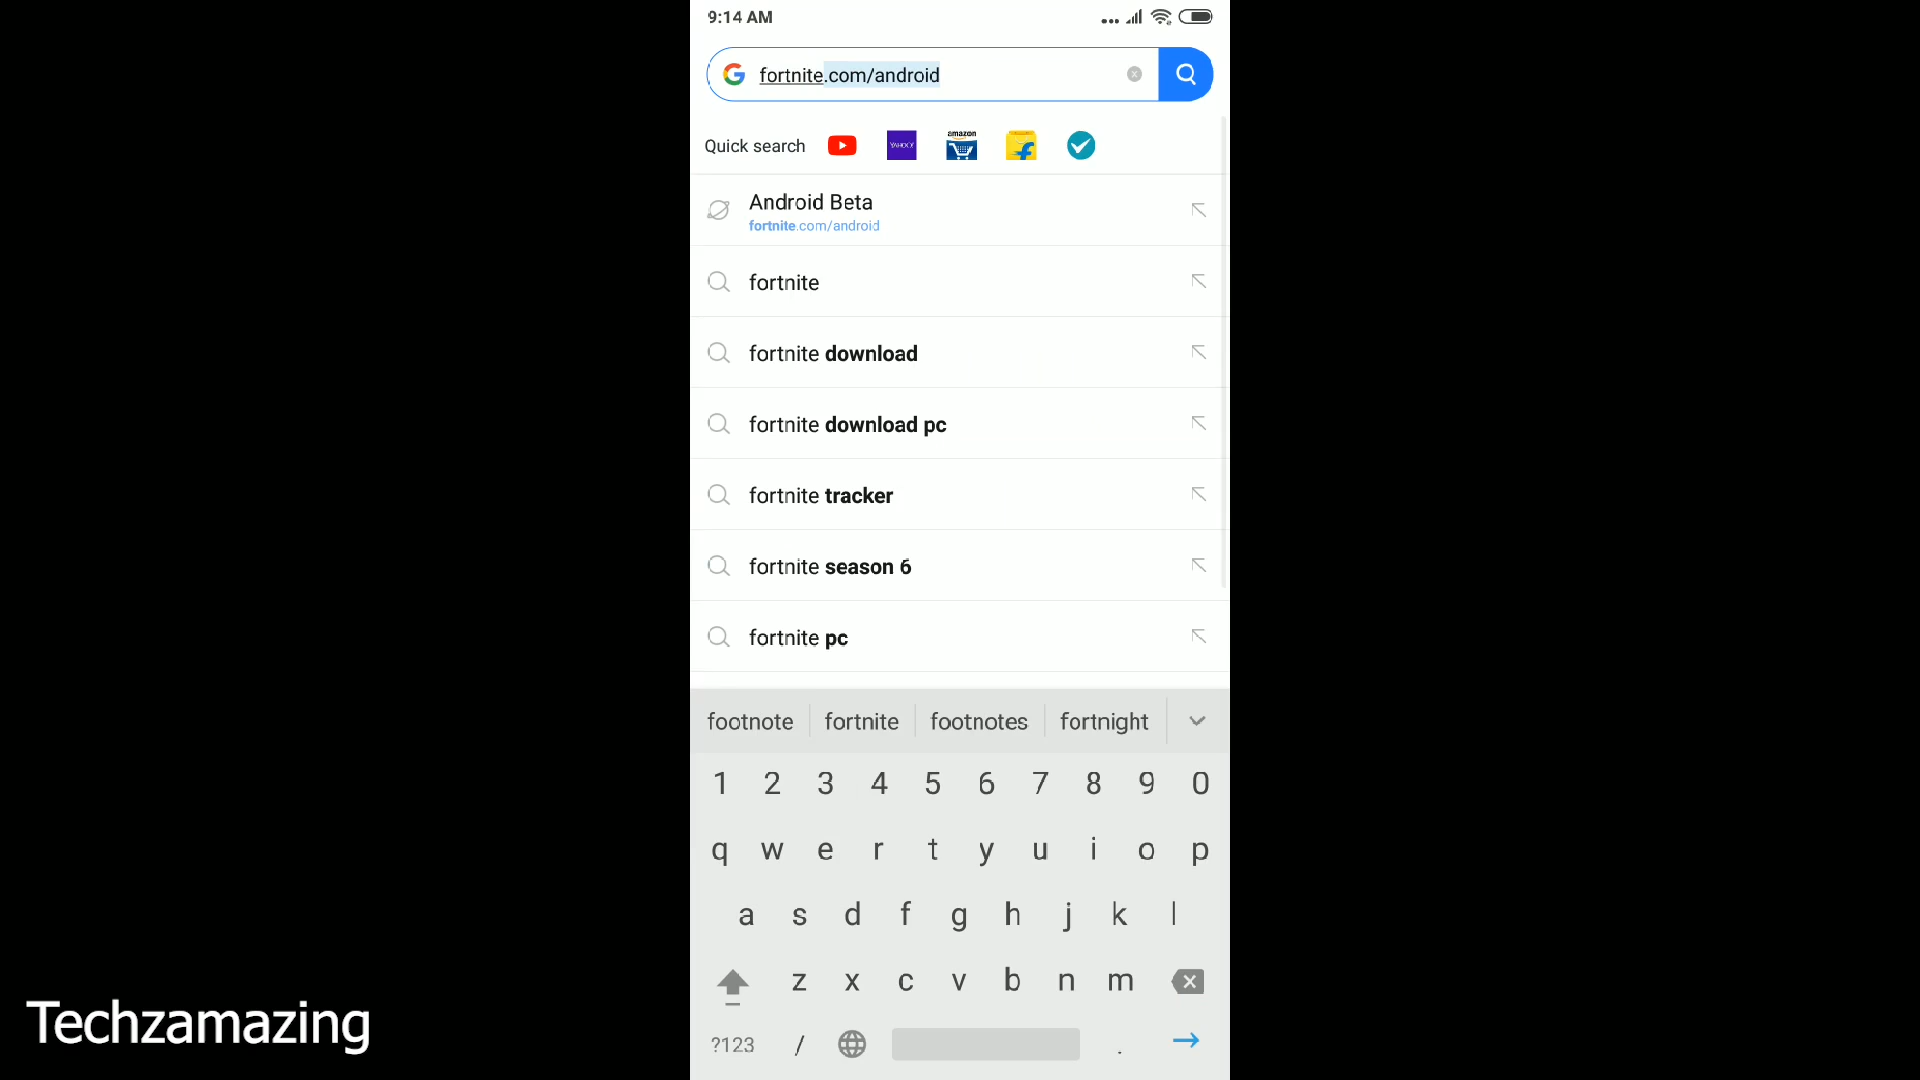 9:14 AM
fortnite.com/android
Quick search
YAHOO!
amazon
Android Beta
fortnite.com/android
fortnite
fortnite download
fortnite download pc
fortnite tracker
fortnite season 6
fortnite pc
footnote fortnite footnotes fortnight
1 2 3 4 5 6 7 8 9 0
q w e r t y u i o p
a s d f g h j k l
z x c v b n m
?123 / .
Techzamazing